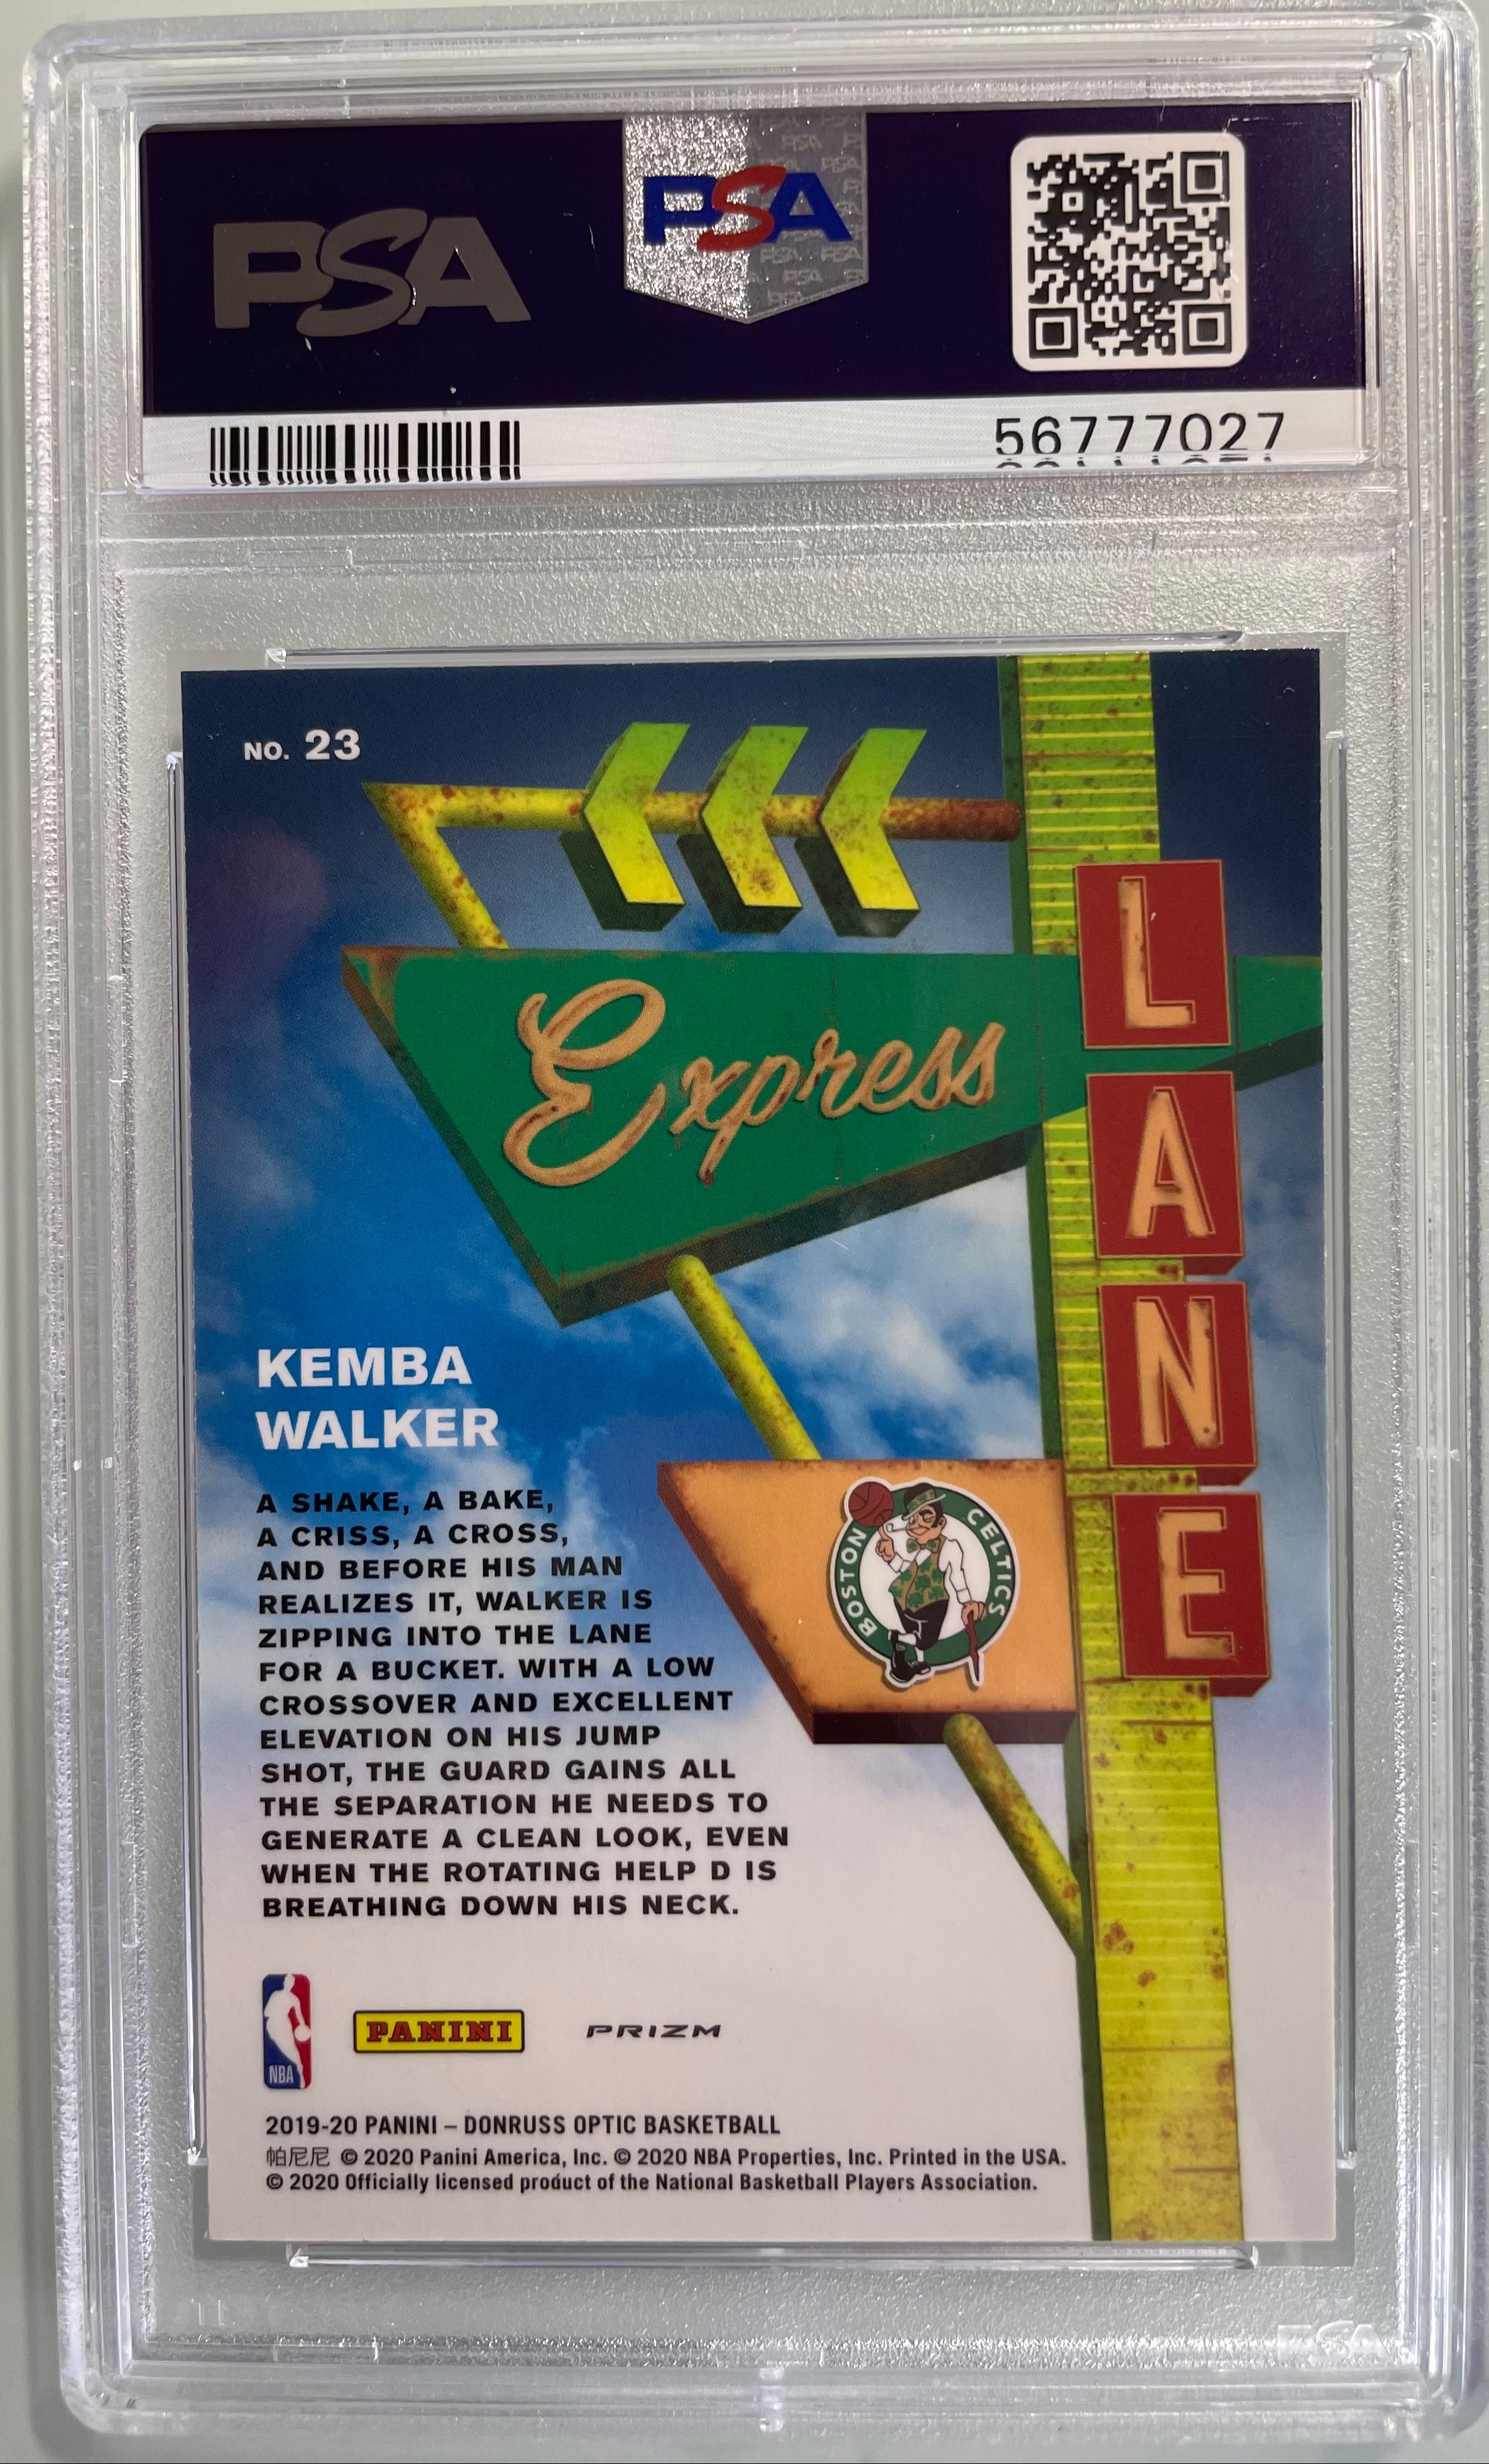 PSA
PSA
56777027
NO. 23
Express
LANE
KEMBA
WALKER
A SHAKE, A BAKE,
A CRISS, A CROSS,
AND BEFORE HIS MAN
REALIZES IT, WALKER IS
ZIPPING INTO THE LANE
FOR A BUCKET. WITH A LOW
CROSSOVER AND EXCELLENT
ELEVATION ON HIS JUMP
SHOT, THE GUARD GAINS ALL
THE SEPARATION HE NEEDS TO
GENERATE A CLEAN LOOK, EVEN
WHEN THE ROTATING HELP D IS
BREATHING DOWN HIS NECK.
BOSTON CELTICS
NBA
PANINI
PRIZM
2019-20 PANINI – DONRUSS OPTIC BASKETBALL
帕尼尼 © 2020 Panini America, Inc. © 2020 NBA Properties, Inc. Printed in the USA.
© 2020 Officially licensed product of the National Basketball Players Association.
PSA